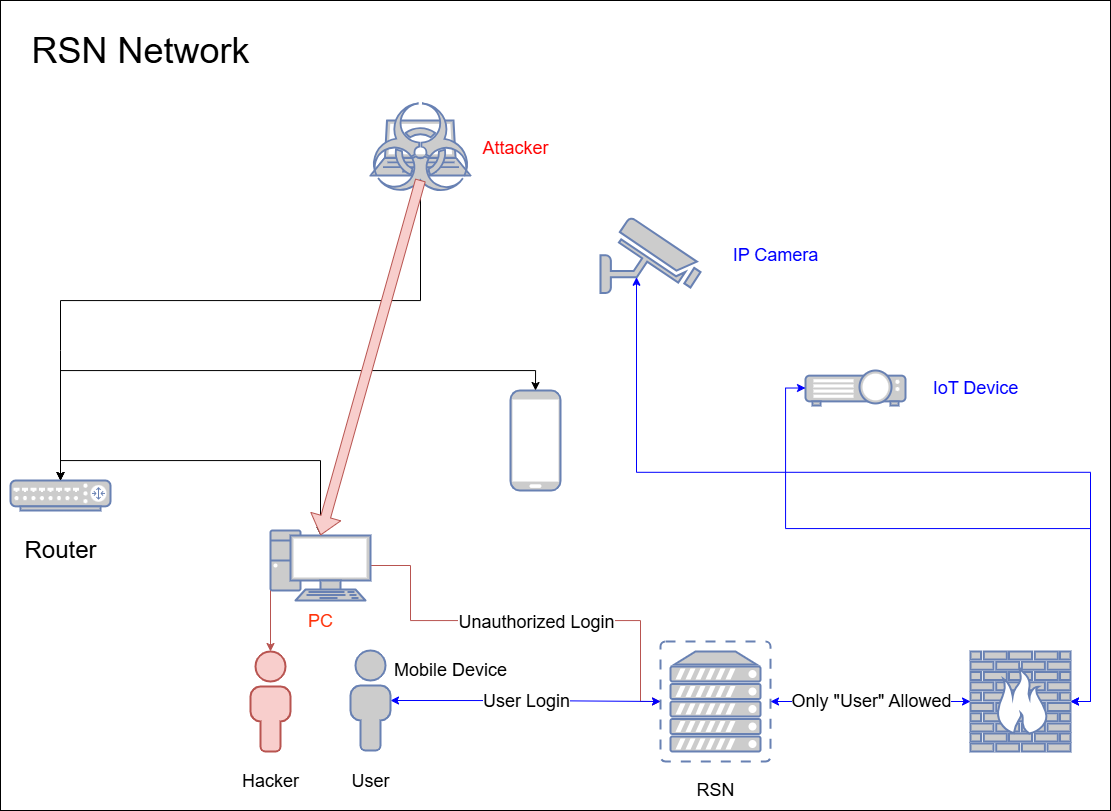 RSN Network
Attacker
IP Camera
IoT Device
Router
PC
Unauthorized Login
Mobile Device
User Login
Only "User" Allowed
Hacker
User
RSN